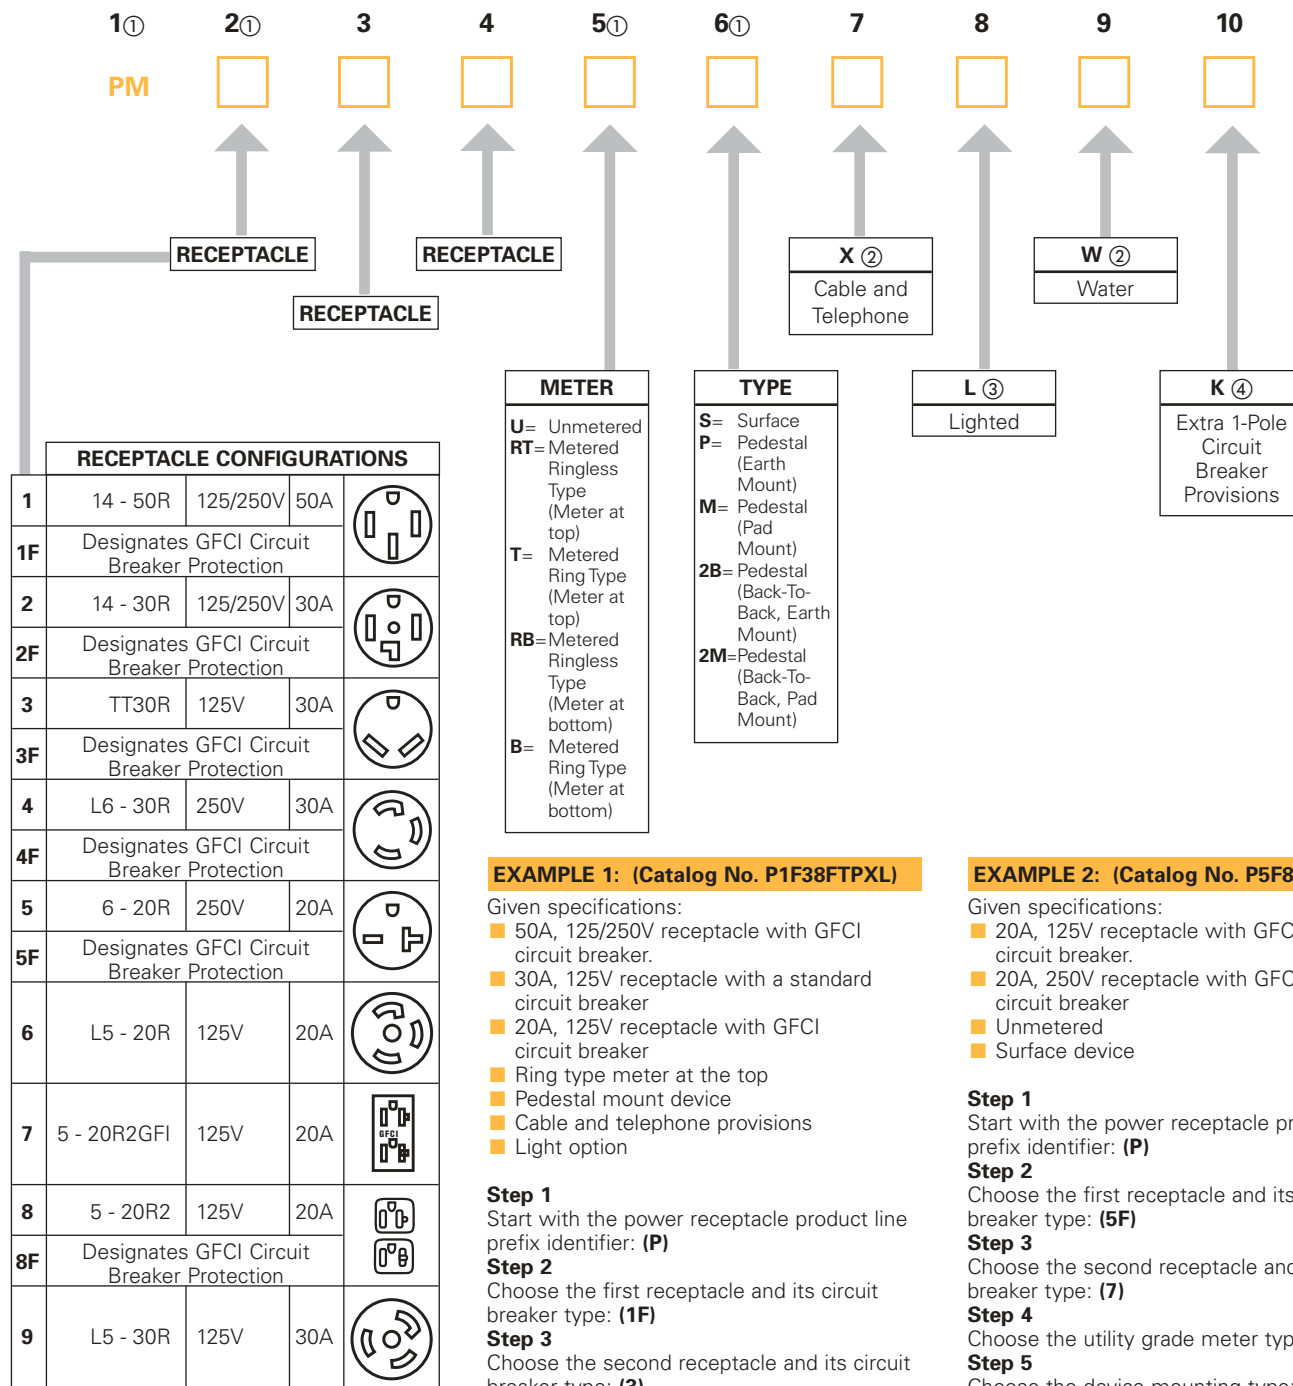 1① 2① 3 4 5① 6① 7 8 9 10
PM
RECEPTACLE
RECEPTACLE
RECEPTACLE
X ②
Cable and
Telephone
W ②
Water
METER
U= Unmetered
RT= Metered
Ringless
Type
(Meter at
top)
T= Metered
Ring Type
(Meter at
top)
RB= Metered
Ringless
Type
(Meter at
bottom)
B= Metered
Ring Type
(Meter at
bottom)
TYPE
S= Surface
P= Pedestal
(Earth
Mount)
M= Pedestal
(Pad
Mount)
2B= Pedestal
(Back-To-
Back, Earth
Mount)
2M= Pedestal
(Back-To-
Back, Pad
Mount)
L ③
Lighted
K ④
Extra 1-Pole
Circuit
Breaker
Provisions
RECEPTACLE CONFIGURATIONS
1 14 - 50R 125/250V 50A
1F Designates GFCI Circuit
Breaker Protection
2 14 - 30R 125/250V 30A
2F Designates GFCI Circuit
Breaker Protection
3 TT30R 125V 30A
3F Designates GFCI Circuit
Breaker Protection
4 L6 - 30R 250V 30A
4F Designates GFCI Circuit
Breaker Protection
5 6 - 20R 250V 20A
5F Designates GFCI Circuit
Breaker Protection
6 L5 - 20R 125V 20A
7 5 - 20R2GFI 125V 20A
GFCI
8 5 - 20R2 125V 20A
8F Designates GFCI Circuit
Breaker Protection
9 L5 - 30R 125V 30A
EXAMPLE 1: (Catalog No. P1F38FTPXL)
Given specifications:
50A, 125/250V receptacle with GFCI
circuit breaker.
30A, 125V receptacle with a standard
circuit breaker
20A, 125V receptacle with GFCI
circuit breaker
Ring type meter at the top
Pedestal mount device
Cable and telephone provisions
Light option
Step 1
Start with the power receptacle product line
prefix identifier: (P)
Step 2
Choose the first receptacle and its circuit
breaker type: (1F)
Step 3
Choose the second receptacle and its circuit
breaker type: (3)
EXAMPLE 2: (Catalog No. P5F8
Given specifications:
20A, 125V receptacle with GFC
circuit breaker.
20A, 250V receptacle with GFC
circuit breaker
Unmetered
Surface device
Step 1
Start with the power receptacle pr
prefix identifier: (P)
Step 2
Choose the first receptacle and its
breaker type: (5F)
Step 3
Choose the second receptacle and
breaker type: (7)
Step 4
Choose the utility grade meter typ
Step 5
Choose the device mounting type: